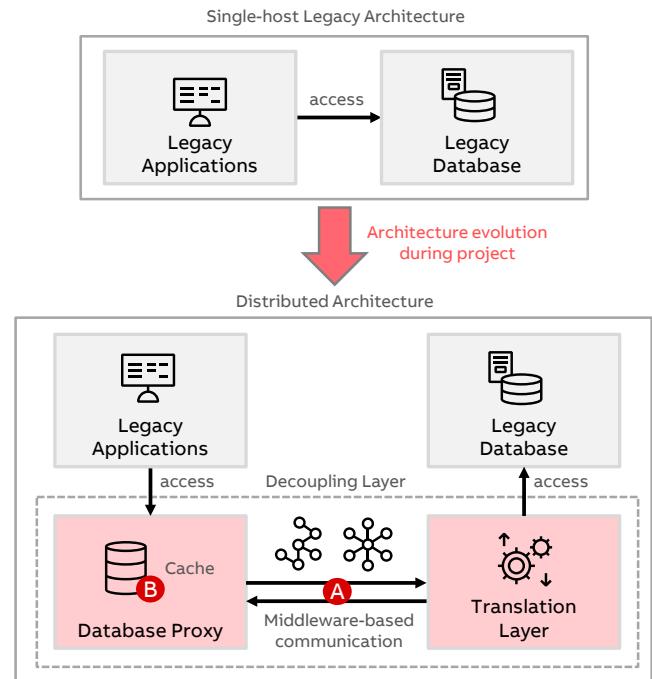 Single-host Legacy Architecture
access
Legacy
Applications
Legacy
Database
Architecture evolution
during project
Distributed Architecture
Legacy
Applications
Legacy
Database
access
Decoupling Layer
access
Cache
B
Database Proxy
A
Middleware-based
communication
Translation
Layer